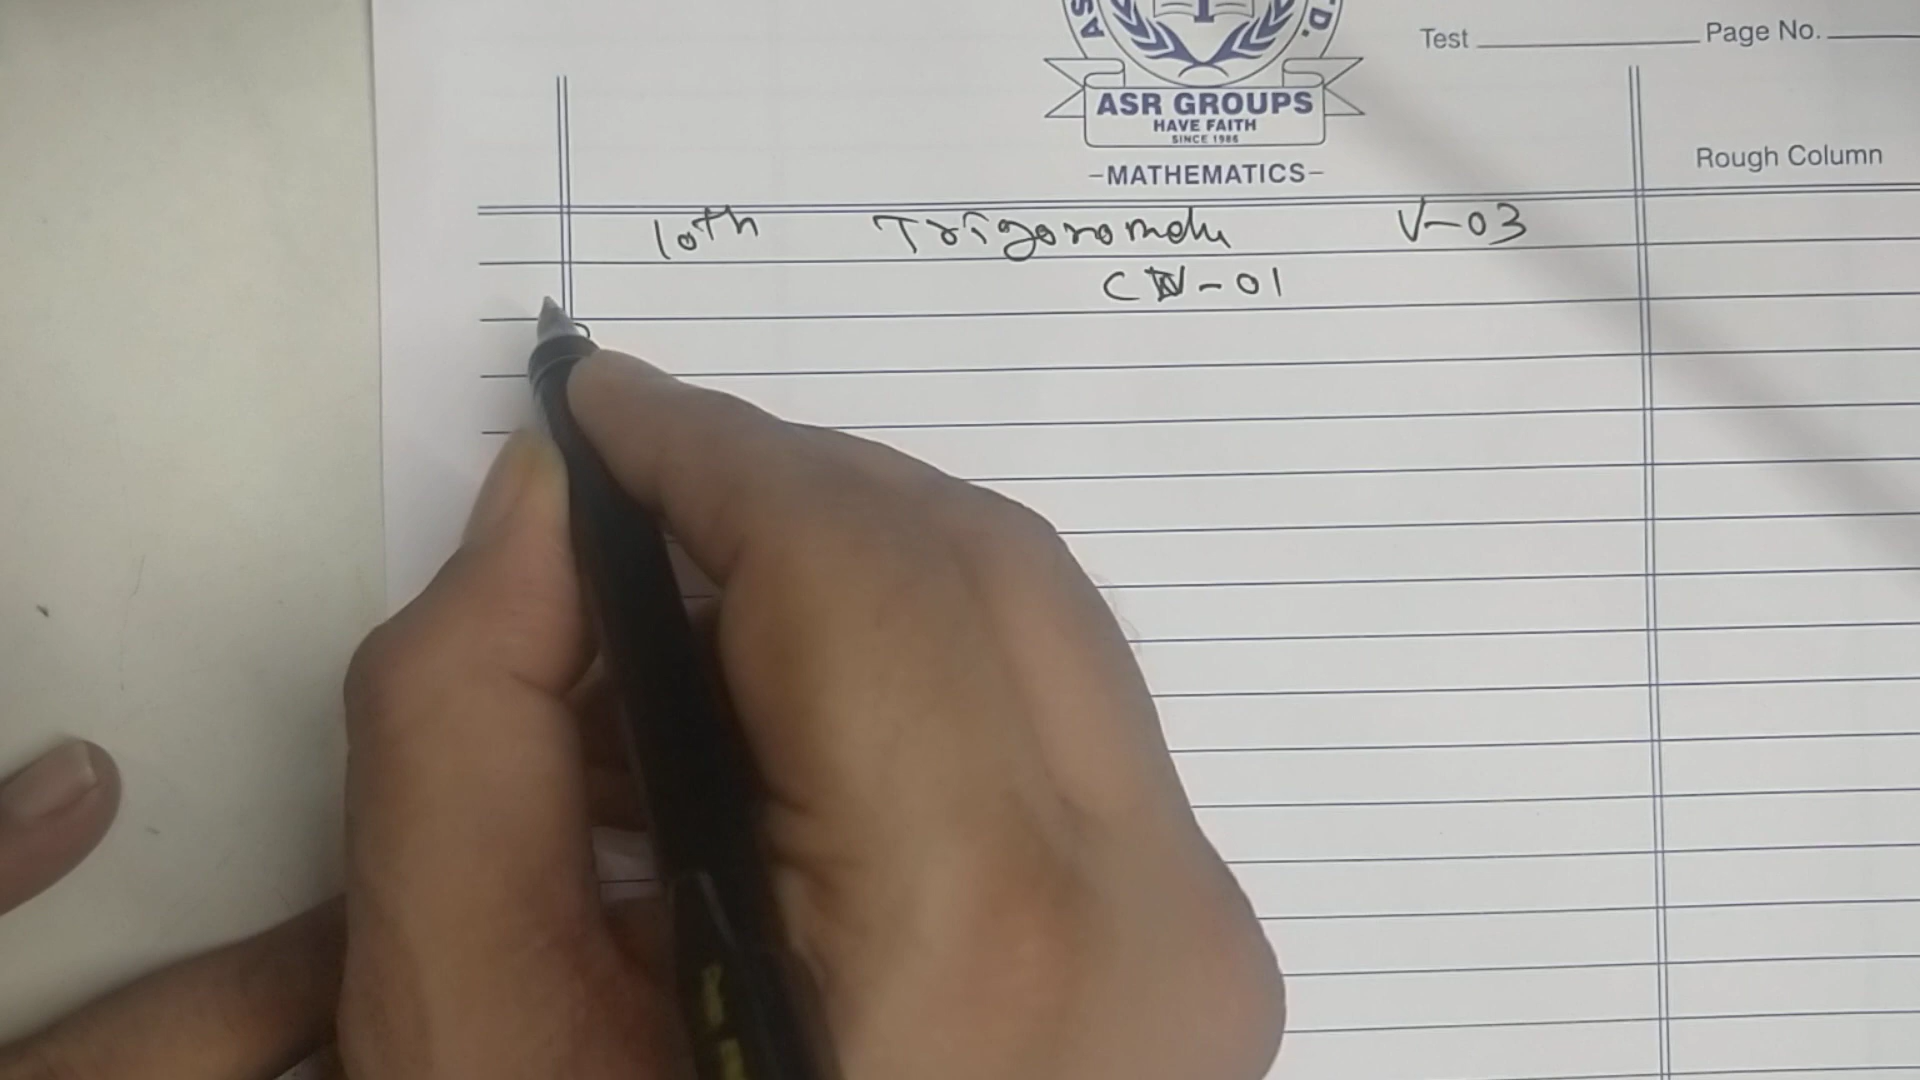 Test Page No.
ASR GROUPS
HAVE FAITH
SINCE 1986
-MATHEMATICS-
Rough Column
10th Trigonometry V-03
CW-01